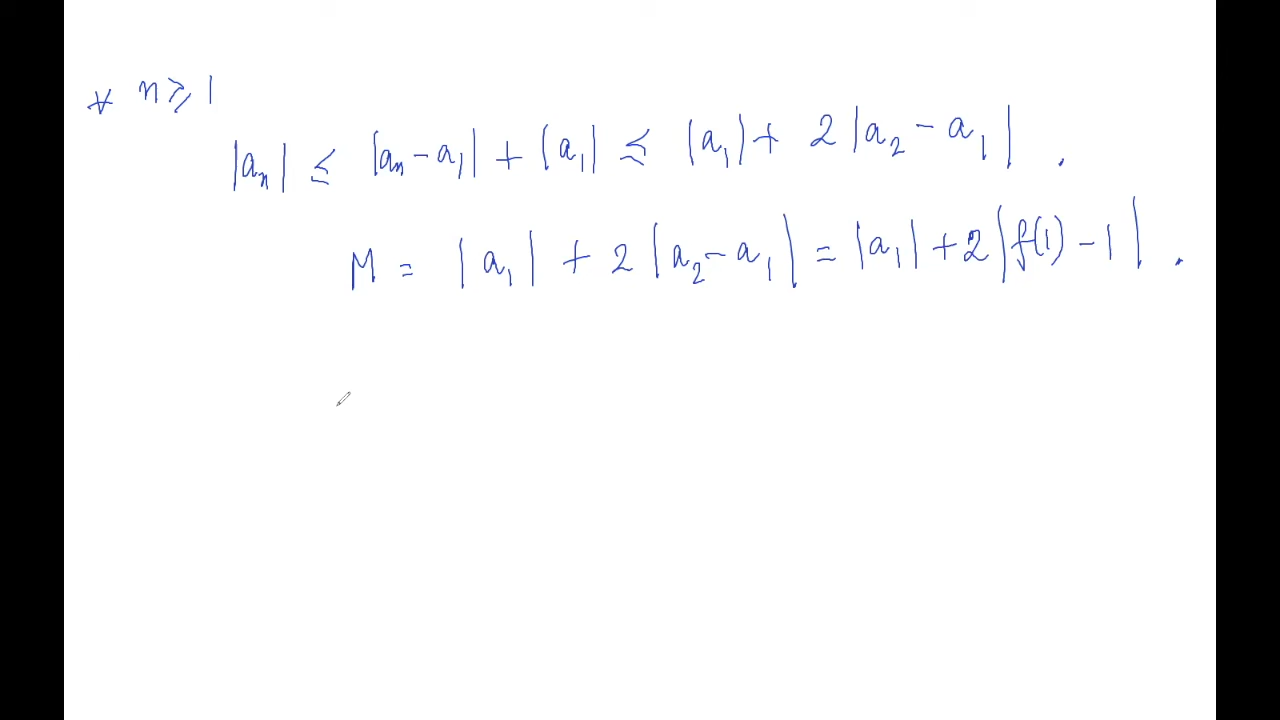 ∀ n ≥ 1
|aₙ| ≤ |aₙ − a₁| + |a₁| ≤ |a₁| + 2 |a₂ − a₁| .
M = |a₁| + 2 |a₂ − a₁| = |a₁| + 2 |f(1) − 1| .